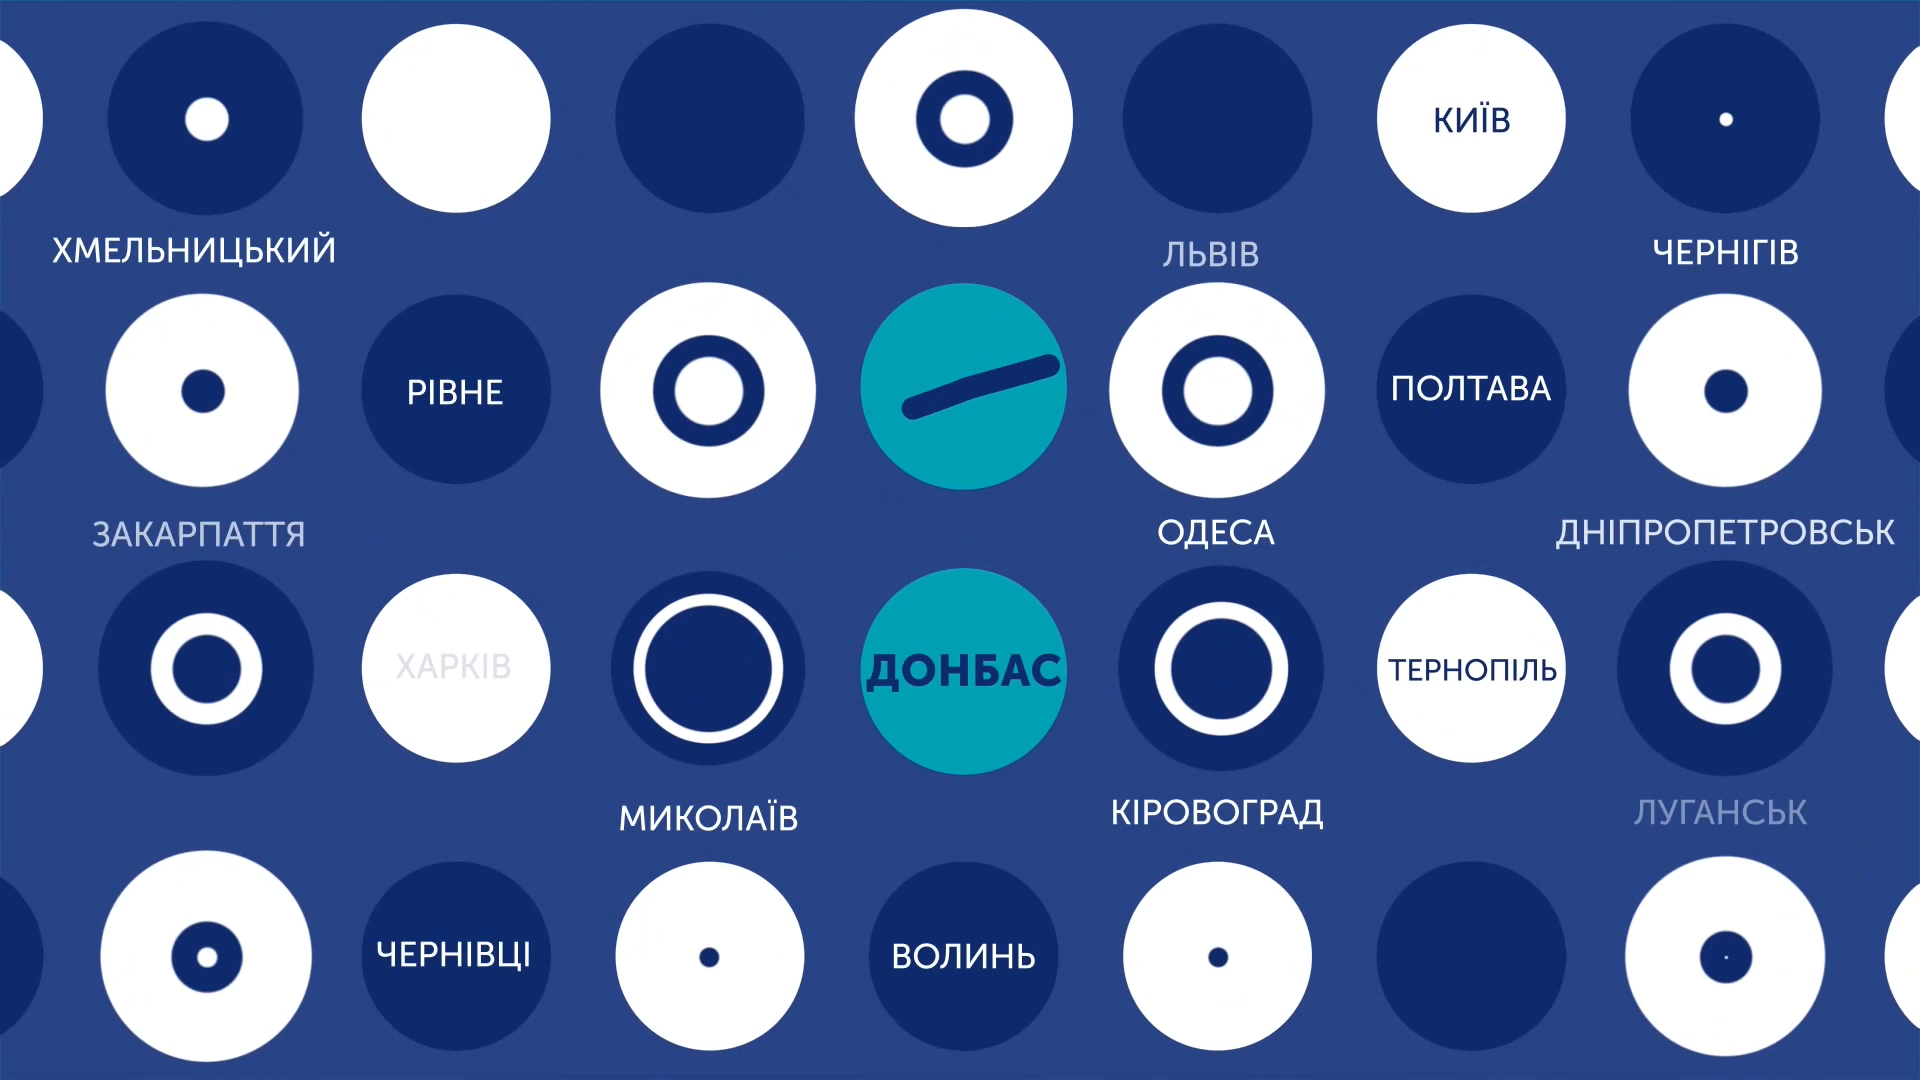 КИЇВ
ХМЕЛЬНИЦЬКИЙ
ЛЬВІВ
ЧЕРНІГІВ
РІВНЕ
ПОЛТАВА
ЗАКАРПАТТЯ
ОДЕСА
ДНІПРОПЕТРОВСЬК
ХАРКІВ
ДОНБАС
ТЕРНОПІЛЬ
МИКОЛАЇВ
КІРОВОГРАД
ЛУГАНСЬК
ЧЕРНІВЦІ
ВОЛИНЬ